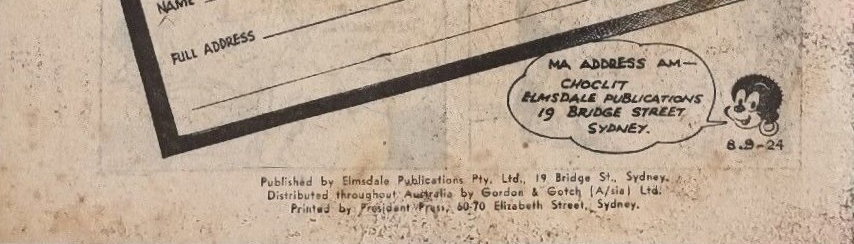 NAME
FULL ADDRESS
MA ADDRESS AM—
CHOCLIT
ELMSDALE PUBLICATIONS
19 BRIDGE STREET
SYDNEY.
8.9-24
Published by Elmsdale Publications Pty. Ltd., 19 Bridge St., Sydney.
Distributed throughout Australia by Gordon & Gotch (A/sia) Ltd.
Printed by President Press, 60-70 Elizabeth Street, Sydney.